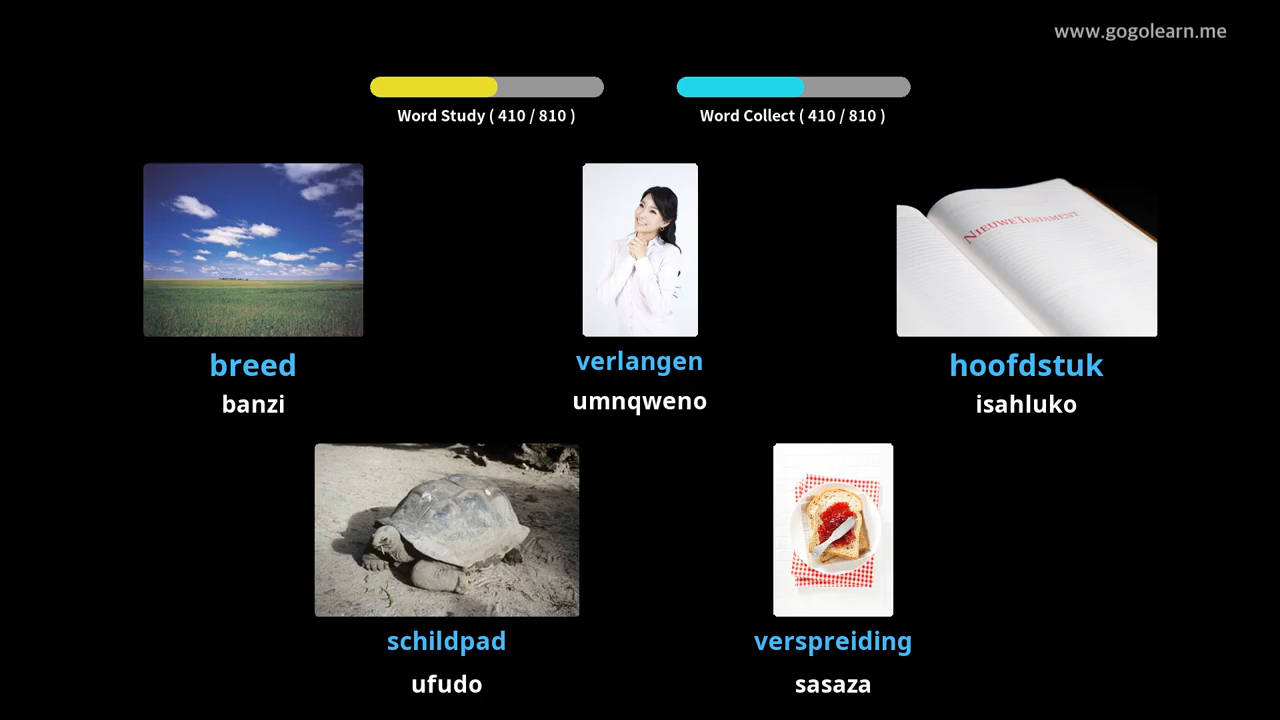 www.gogolearn.me
Word Study ( 410 / 810 )
Word Collect ( 410 / 810 )
NIEUWE TESTAMENT
breed
banzi
verlangen
umnqweno
hoofdstuk
isahluko
schildpad
ufudo
verspreiding
sasaza